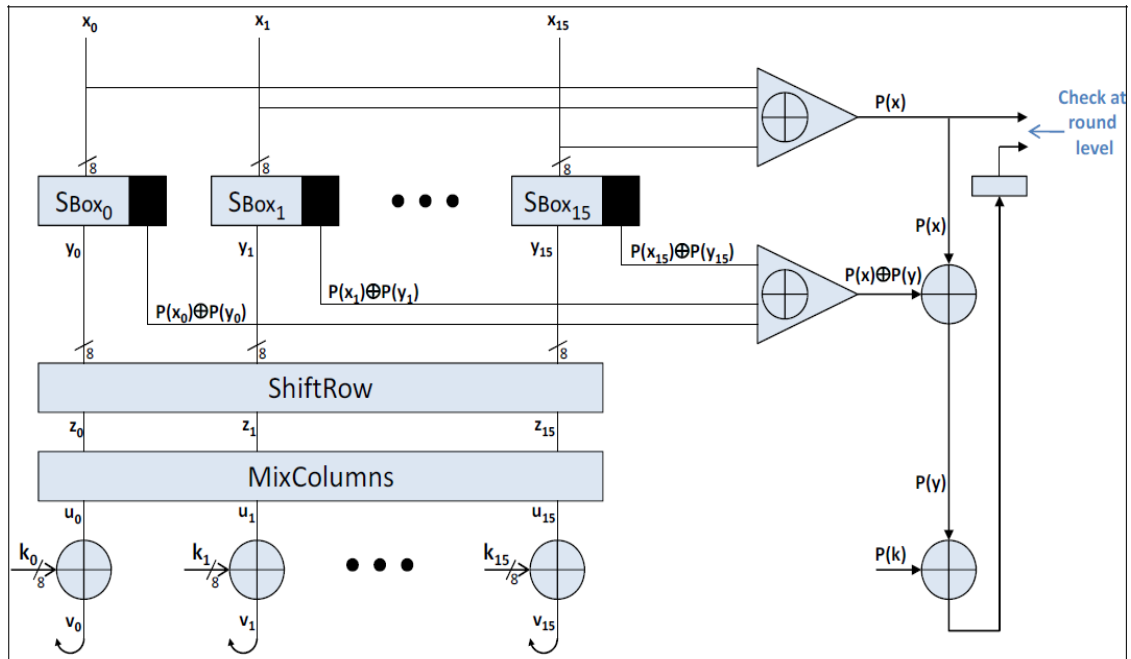 x₀ x₁ x₁₅
P(x)
Check at
round
level
8 8 8
SBox₀ SBox₁ SBox₁₅
y₀ y₁ y₁₅
P(x)
P(x₁₅)⊕P(y₁₅)
P(x)⊕P(y)
P(x₁)⊕P(y₁)
P(x₀)⊕P(y₀)
8 8 8
ShiftRow
z₀ z₁ z₁₅
MixColumns
P(y)
u₀ u₁ u₁₅
k₀ k₁ k₁₅ P(k)
8 8 8
v₀ v₁ v₁₅